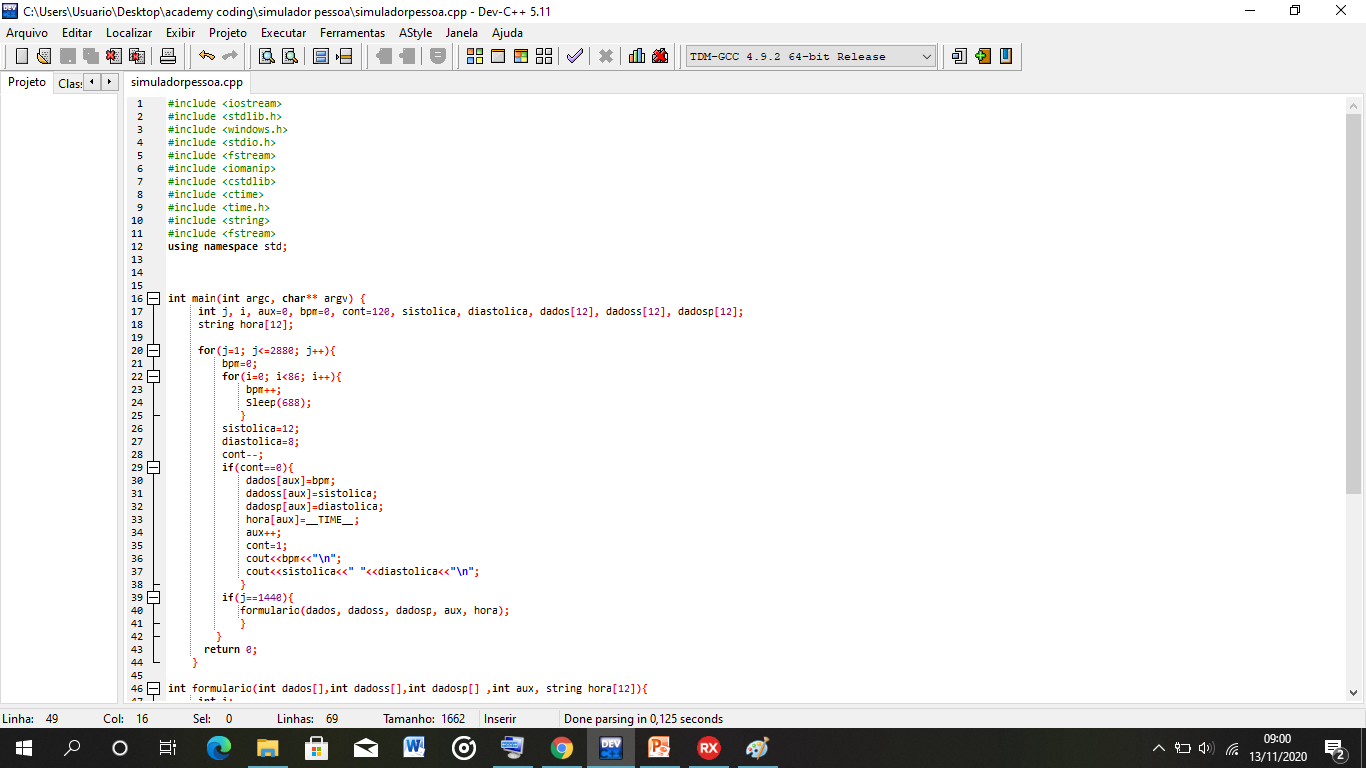 C:\Users\Usuario\Desktop\academy coding\simulador pessoa\simuladorpessoa.cpp - Dev-C++ 5.11
Arquivo Editar Localizar Exibir Projeto Executar Ferramentas AStyle Janela Ajuda
TDM-GCC 4.9.2 64-bit Release
Projeto Clas simuladorpessoa.cpp
1 #include <iostream>
2 #include <stdlib.h>
3 #include <windows.h>
4 #include <stdio.h>
5 #include <fstream>
6 #include <iomanip>
7 #include <cstdlib>
8 #include <ctime>
9 #include <time.h>
10 #include <string>
11 #include <fstream>
12 using namespace std;
13
14
15
16 int main(int argc, char** argv) {
17 int j, i, aux=0, bpm=0, cont=120, sistolica, diastolica, dados[12], dadoss[12], dadosp[12];
18 string hora[12];
19
20 for(j=1; j<=2880; j++){
21 bpm=0;
22 for(i=0; i<86; i++){
23 bpm++;
24 Sleep(688);
25 }
26 sistolica=12;
27 diastolica=8;
28 cont--;
29 if(cont==0){
30 dados[aux]=bpm;
31 dadoss[aux]=sistolica;
32 dadosp[aux]=diastolica;
33 hora[aux]=__TIME__;
34 aux++;
35 cont=1;
36 cout<<bpm<<"\n";
37 cout<<sistolica<<" "<<diastolica<<"\n";
38 }
39 if(j==1440){
40 formulario(dados, dadoss, dadosp, aux, hora);
41 }
42 }
43 return 0;
44 }
45
46 int formulario(int dados[],int dadoss[],int dadosp[] ,int aux, string hora[12]){
47 int i;
Linha: 49 Col: 16 Sel: 0 Linhas: 69 Tamanho: 1662 Inserir Done parsing in 0,125 seconds
09:00
13/11/2020
2